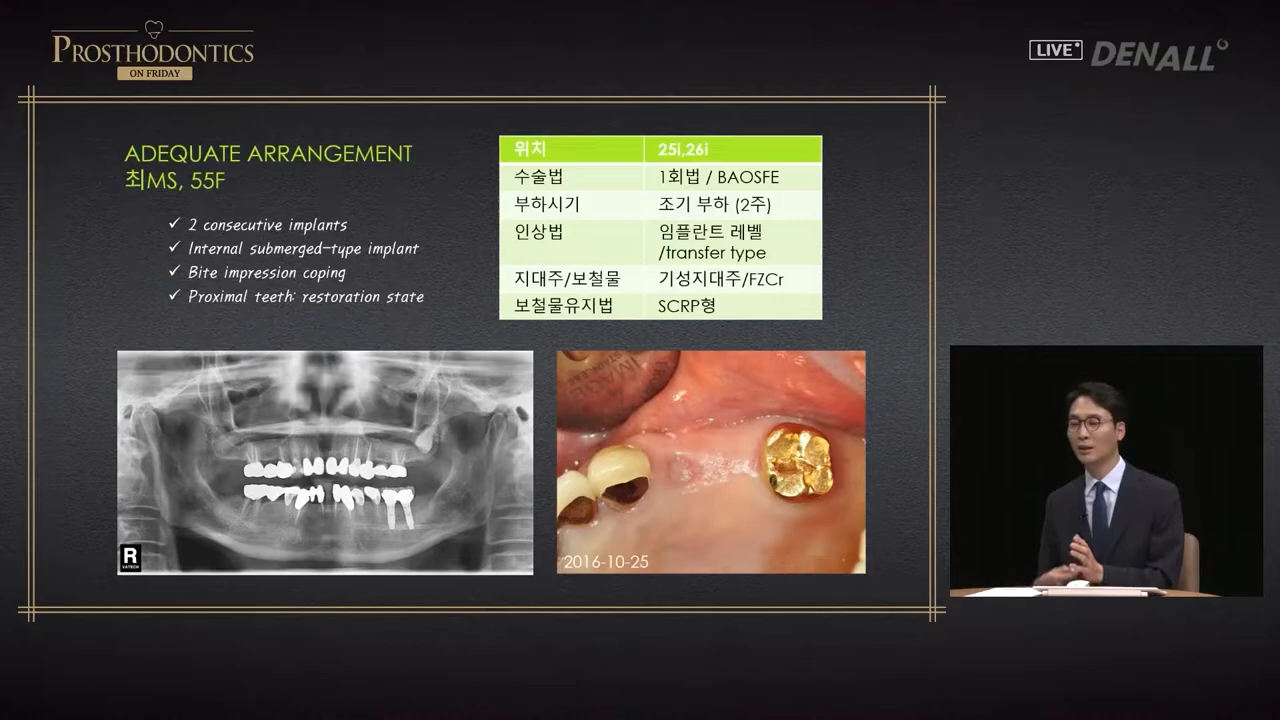 PROSTHODONTICS
ON FRIDAY
LIVE
DENALL
ADEQUATE ARRANGEMENT
최MS, 55F
✓ 2 consecutive implants
✓ Internal submerged-type implant
✓ Bite impression coping
✓ Proximal teeth: restoration state
위치 25i,26i
수술법 1회법 / BAOSFE
부하시기 조기 부하 (2주)
인상법 임플란트 레벨
/transfer type
지대주/보철물 기성지대주/FZCr
보철물유지법 SCRP형
R
VATECH
IMAGE
2016-10-25